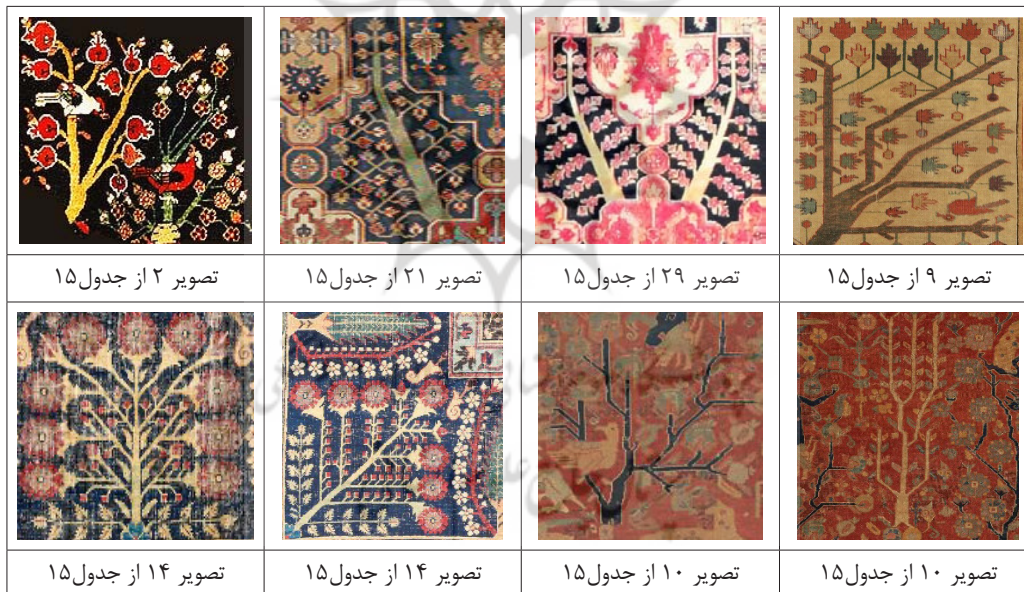 تصویر ۹ از جدول۱۵
تصویر ۲۹ از جدول۱۵
تصویر ۲۱ از جدول۱۵
تصویر ۲ از جدول۱۵
تصویر ۱۰ از جدول۱۵
تصویر ۱۰ از جدول۱۵
تصویر ۱۴ از جدول۱۵
تصویر ۱۴ از جدول۱۵